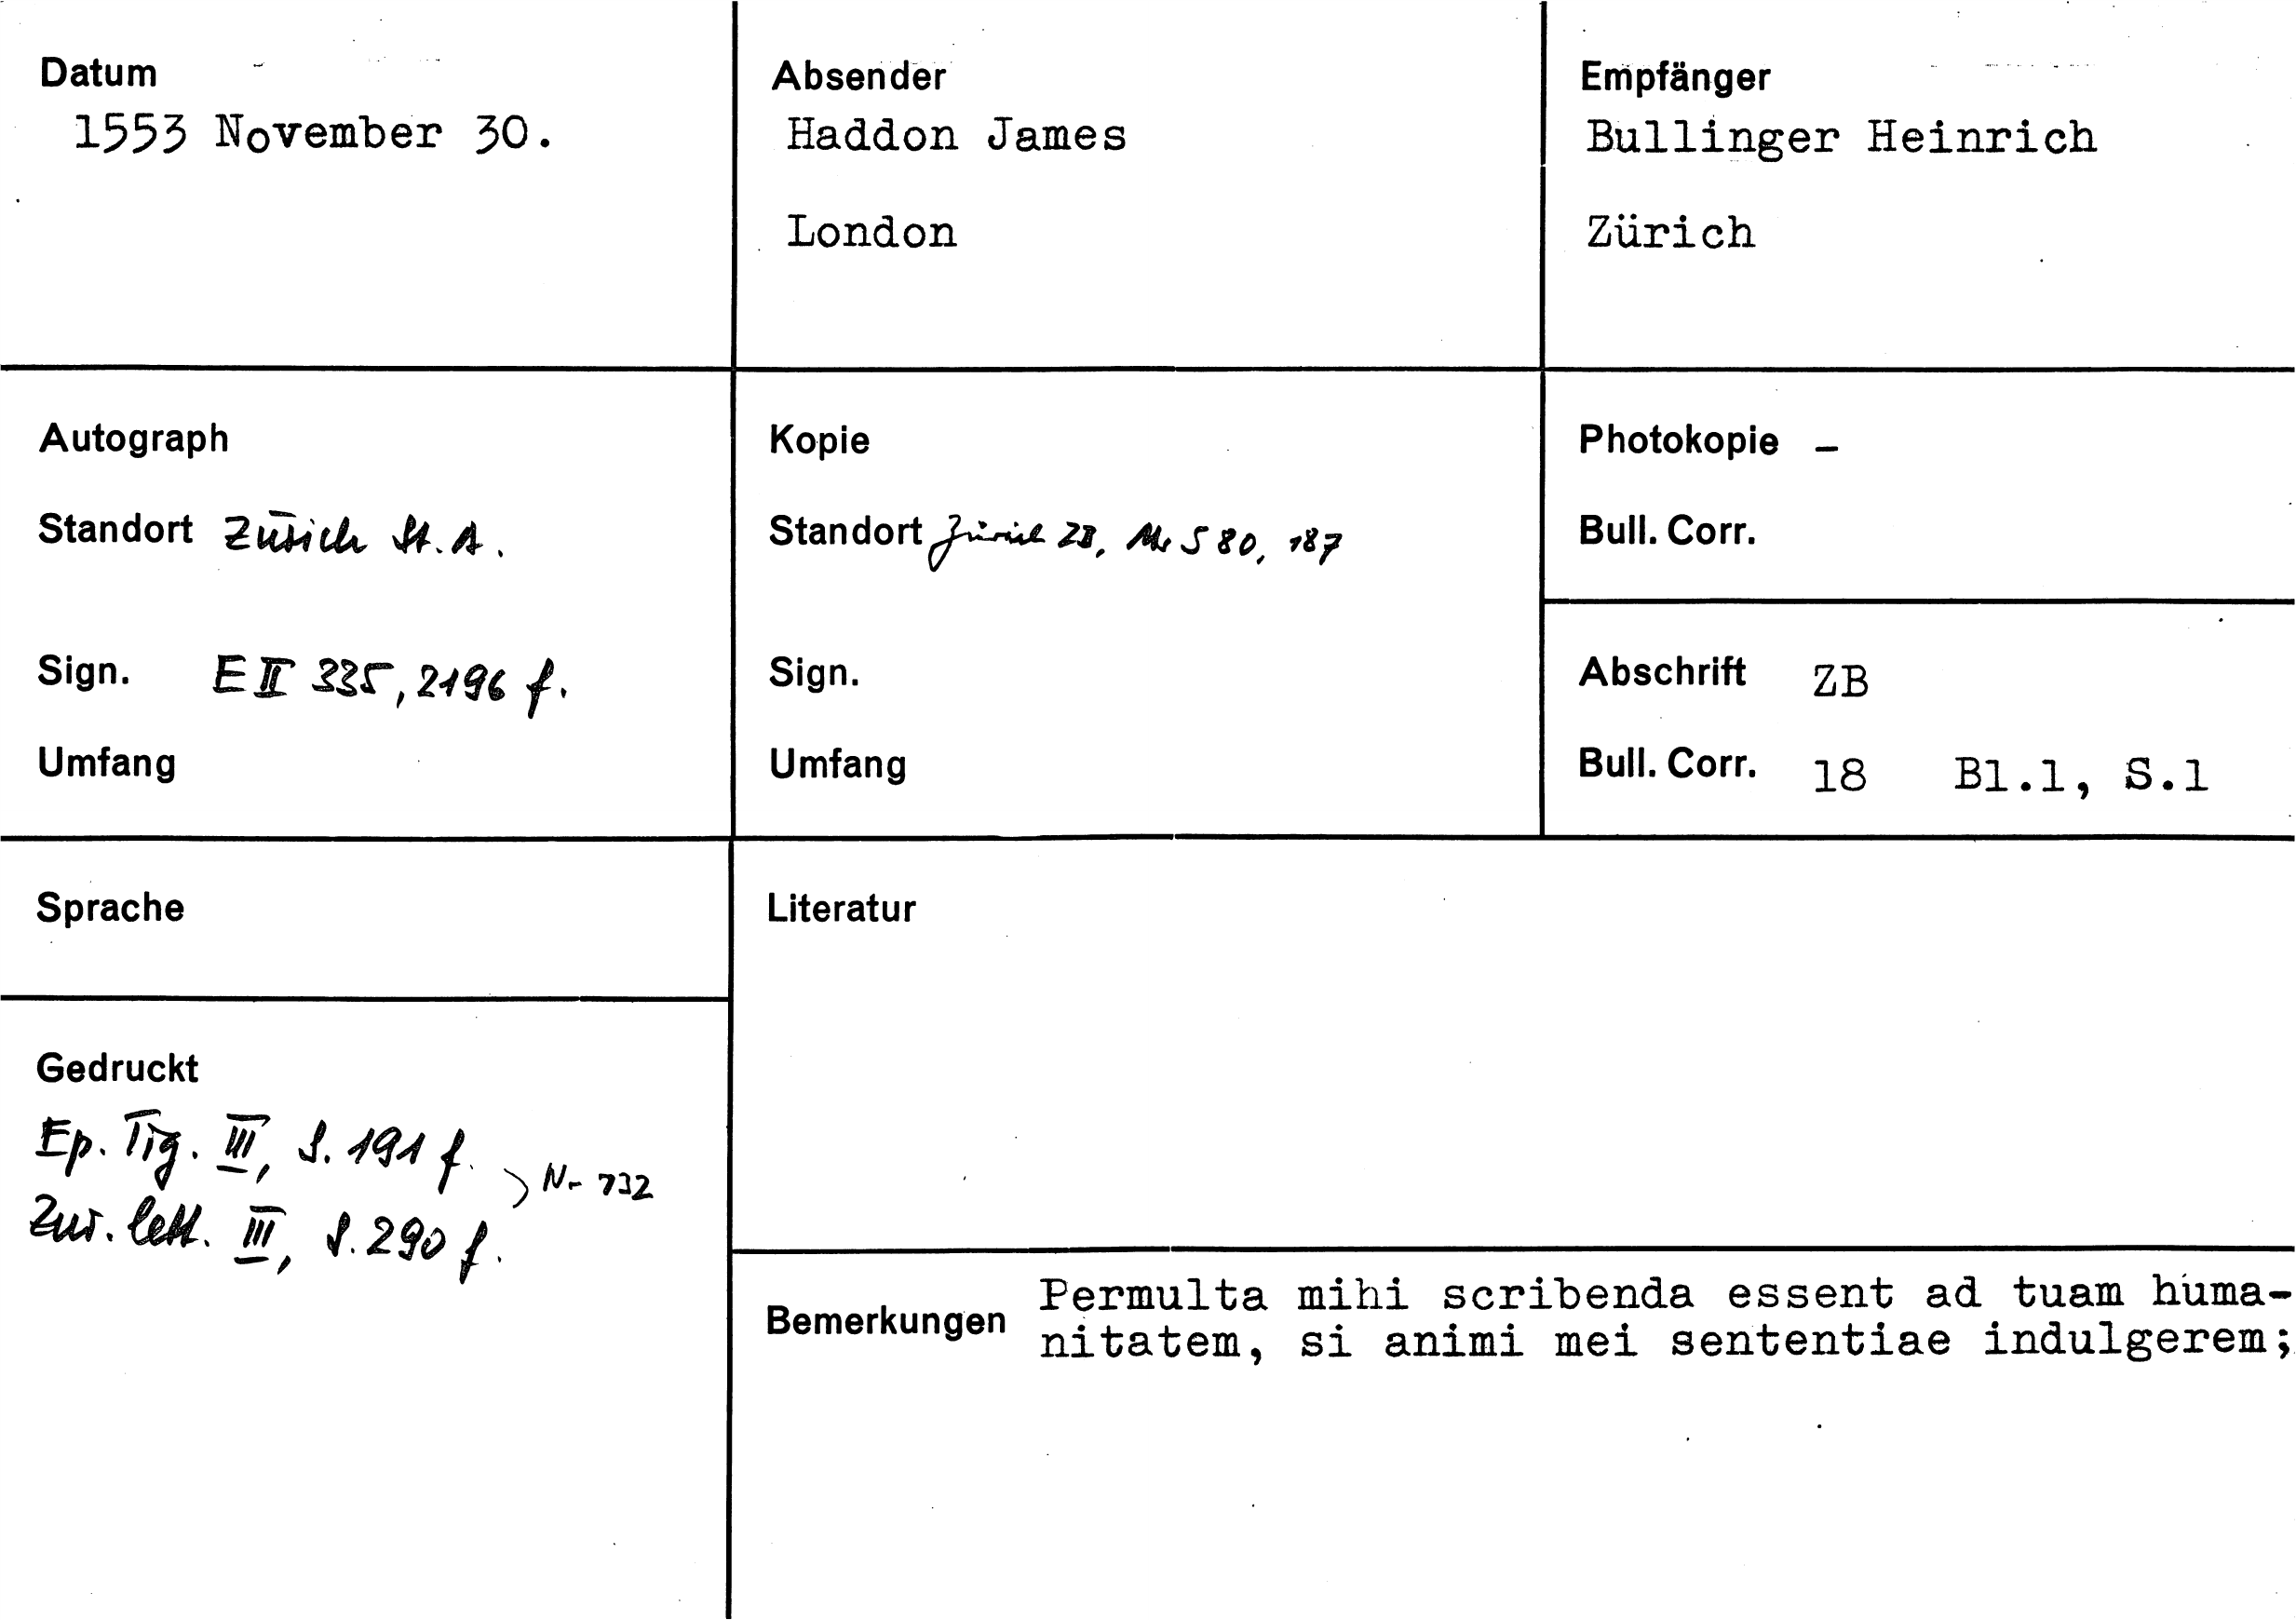 Datum
1553 November 30.
Absender
Haddon James
London
Empfänger
Bullinger Heinrich
Zürich
Autograph
Standort Zürich St. A.
Sign. E II 335, 2196 f.
Umfang
Kopie
Standort Zürich ZB, Ms S 80, 187
Sign.
Umfang
Photokopie –
Bull. Corr.
Abschrift ZB
Bull. Corr. 18 Bl.1, S.1
Sprache
Literatur
Gedruckt
Ep. Tig. III, S. 191 f.
Zur. lett. III, S. 290 f.
> Nr 732
Bemerkungen
Permulta mihi scribenda essent ad tuam huma-
nitatem, si animi mei sententiae indulgerem;